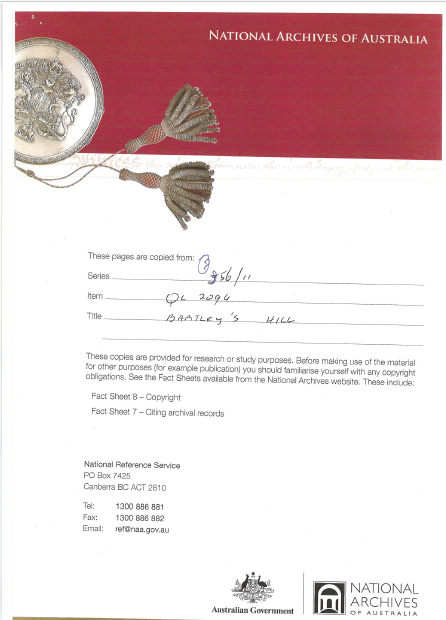 NATIONAL ARCHIVES OF AUSTRALIA
These pages are copied from:
Series 356/11
Item QL 2094
Title BARTLEY'S HILL
These copies are provided for research or study purposes. Before making use of the material
for other purposes (for example publication) you should familiarise yourself with any copyright
obligations. See the Fact Sheets available from the National Archives website. These include:
Fact Sheet 8 – Copyright
Fact Sheet 7 – Citing archival records
National Reference Service
PO Box 7425
Canberra BC ACT 2610
Tel: 1300 886 881
Fax: 1300 886 882
Email: ref@naa.gov.au
Australian Government
NATIONAL
ARCHIVES
OF AUSTRALIA